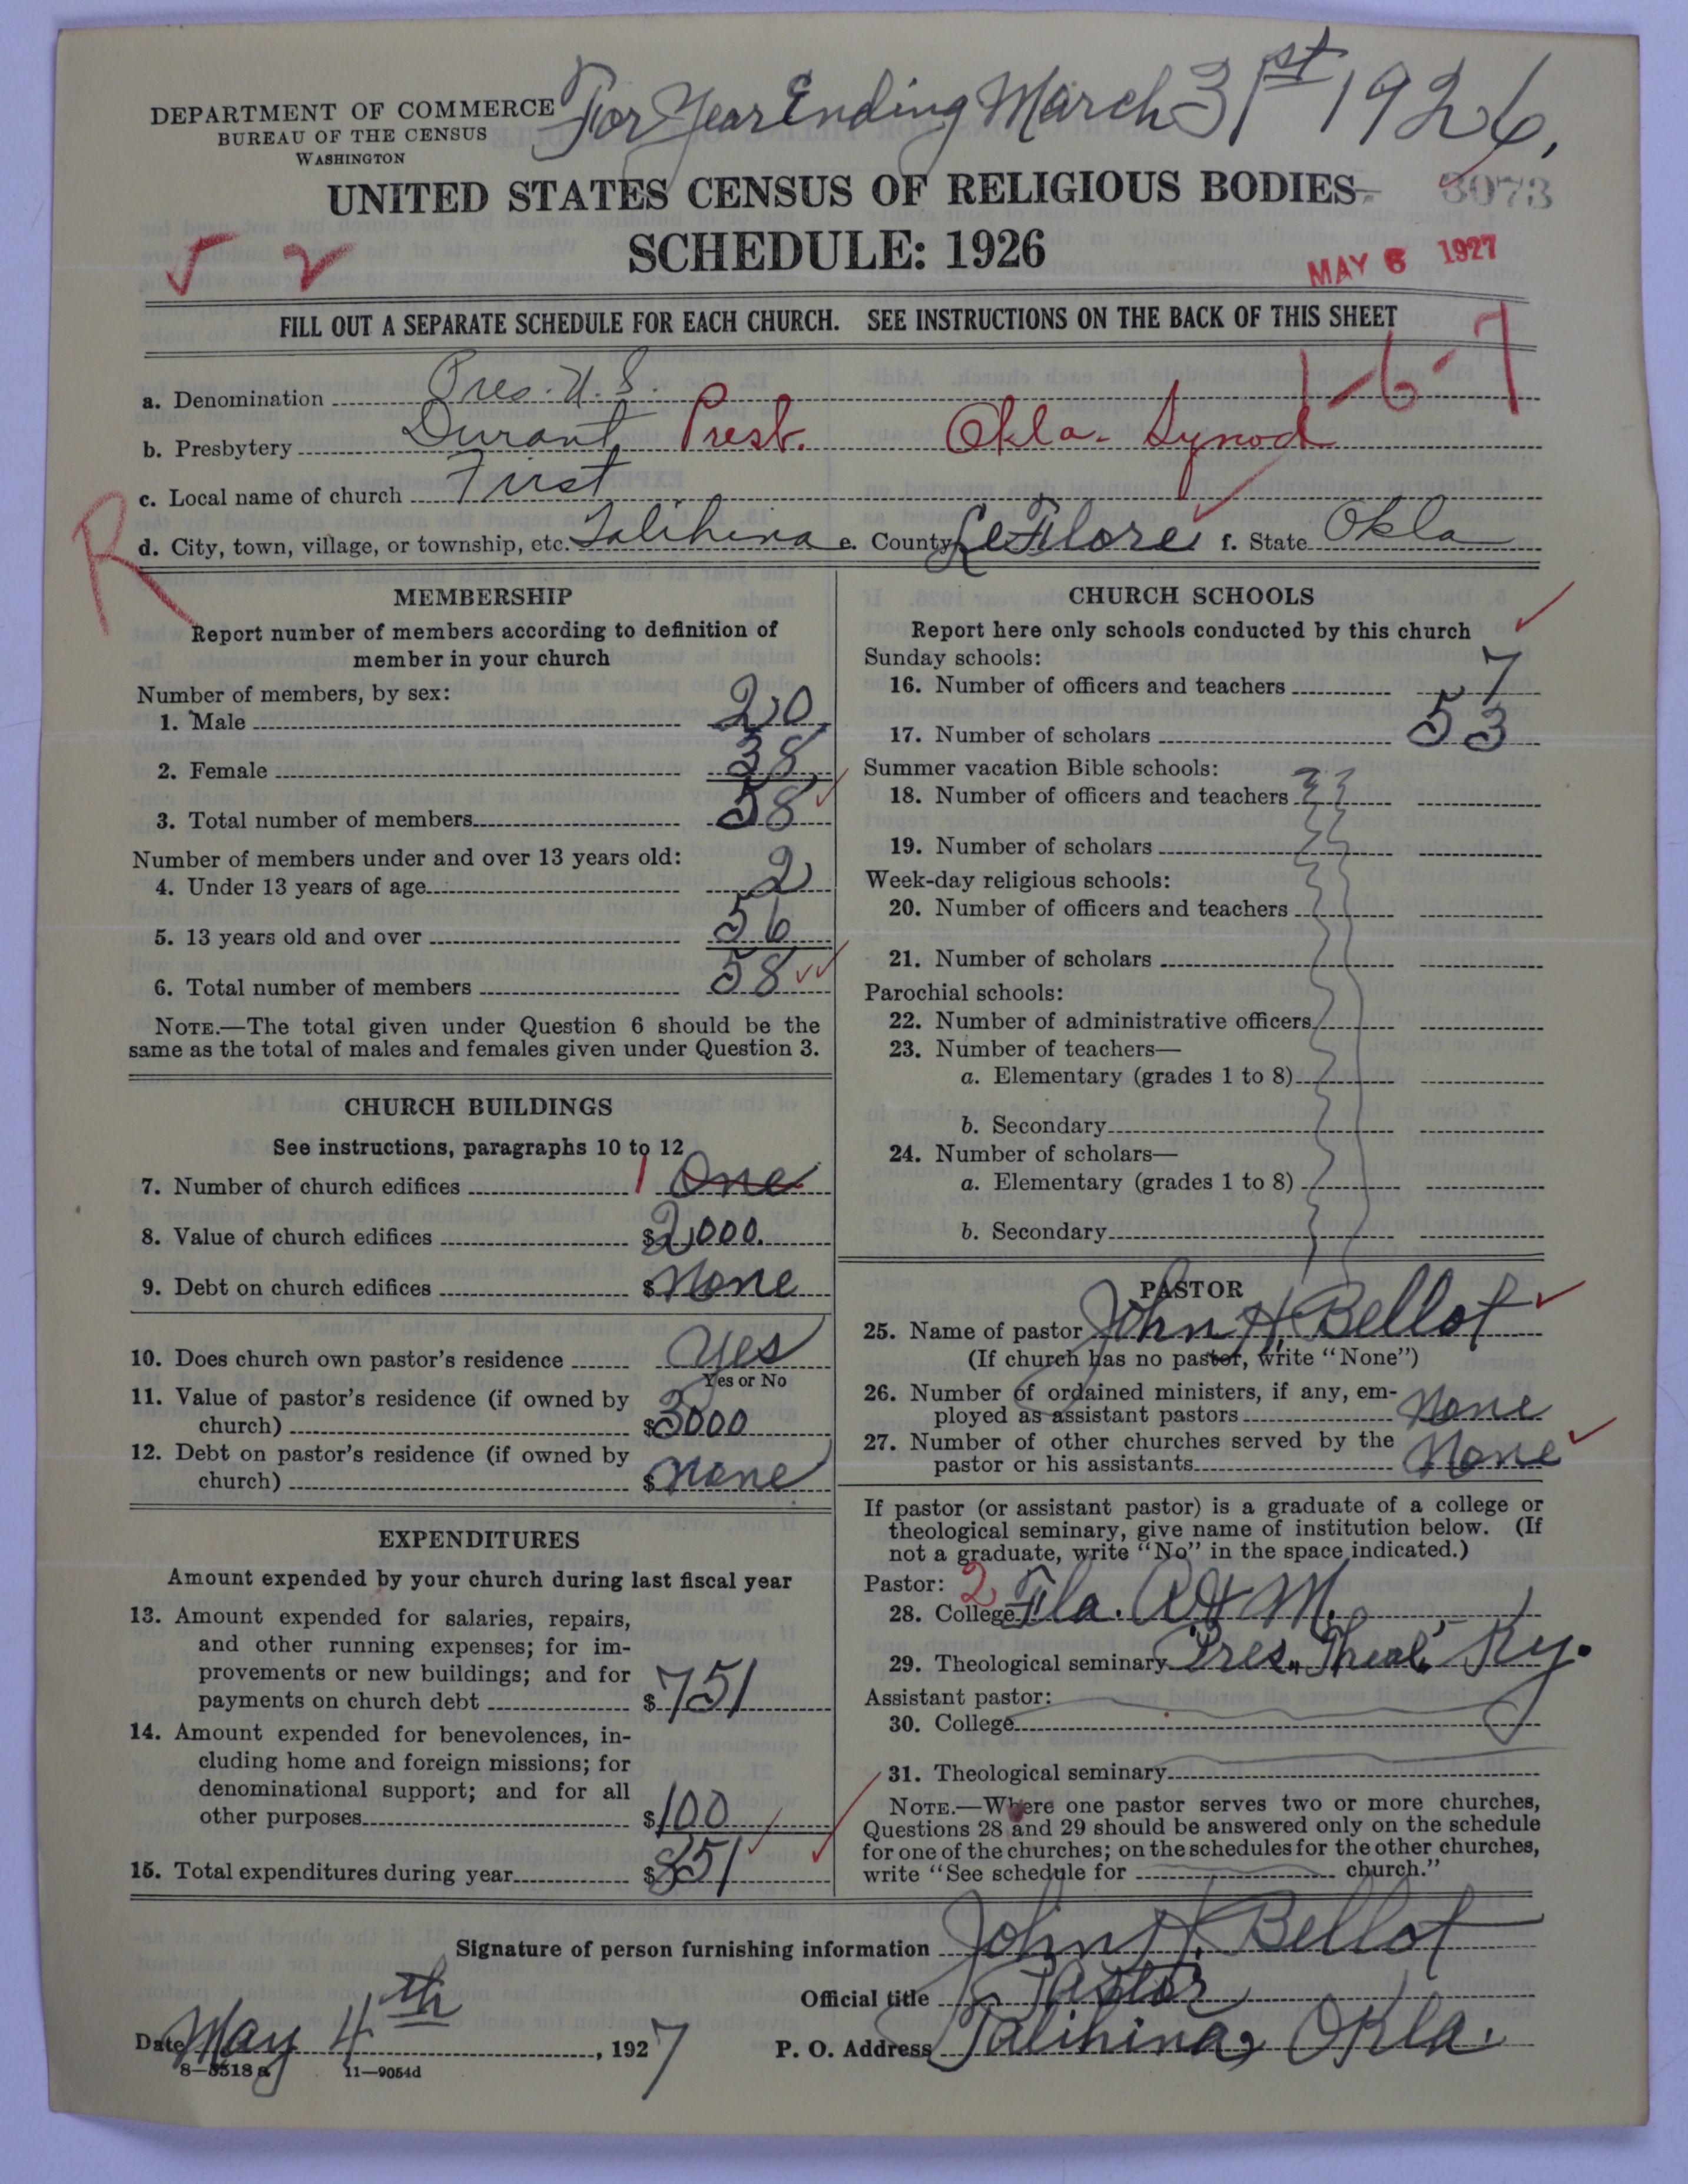 For Year Ending March 31st 1926,
DEPARTMENT OF COMMERCE
BUREAU OF THE CENSUS
WASHINGTON
UNITED STATES CENSUS OF RELIGIOUS BODIES
3073
SCHEDULE: 1926
MAY 6 1927
FILL OUT A SEPARATE SCHEDULE FOR EACH CHURCH. SEE INSTRUCTIONS ON THE BACK OF THIS SHEET
1-6-7
a. Denomination Pres. U.S.
b. Presbytery Durant Presb. Okla. Synod
c. Local name of church First
R
d. City, town, village, or township, etc. Talihina e. County LeFlore f. State Okla
MEMBERSHIP
Report number of members according to definition of
member in your church
Number of members, by sex:
1. Male 20
2. Female 38
3. Total number of members 58
Number of members under and over 13 years old:
4. Under 13 years of age 2
5. 13 years old and over 56
6. Total number of members 58
NOTE.—The total given under Question 6 should be the
same as the total of males and females given under Question 3.
CHURCH BUILDINGS
See instructions, paragraphs 10 to 12
7. Number of church edifices 1 One
8. Value of church edifices $2000.
9. Debt on church edifices $None
10. Does church own pastor's residence Yes
Yes or No
11. Value of pastor's residence (if owned by
church) $3000
12. Debt on pastor's residence (if owned by
church) $None
EXPENDITURES
Amount expended by your church during last fiscal year
13. Amount expended for salaries, repairs,
and other running expenses; for im-
provements or new buildings; and for
payments on church debt $751
14. Amount expended for benevolences, in-
cluding home and foreign missions; for
denominational support; and for all
other purposes $100
15. Total expenditures during year $851
CHURCH SCHOOLS
Report here only schools conducted by this church
Sunday schools:
16. Number of officers and teachers 7
17. Number of scholars 53
Summer vacation Bible schools:
18. Number of officers and teachers
19. Number of scholars
Week-day religious schools:
20. Number of officers and teachers
21. Number of scholars
Parochial schools:
22. Number of administrative officers
23. Number of teachers—
a. Elementary (grades 1 to 8)
b. Secondary
24. Number of scholars—
a. Elementary (grades 1 to 8)
b. Secondary
PASTOR
25. Name of pastor John H. Bellot
(If church has no pastor, write "None")
26. Number of ordained ministers, if any, em-
ployed as assistant pastors None
27. Number of other churches served by the
pastor or his assistants None
If pastor (or assistant pastor) is a graduate of a college or
theological seminary, give name of institution below. (If
not a graduate, write "No" in the space indicated.)
Pastor: 2
28. College Fla. A & M.
29. Theological seminary Pres. Theol. Ky.
Assistant pastor:
30. College
31. Theological seminary
NOTE.—Where one pastor serves two or more churches,
Questions 28 and 29 should be answered only on the schedule
for one of the churches; on the schedules for the other churches,
write "See schedule for church."
Signature of person furnishing information John H. Bellot
Official title Pastor
Date May 4th, 1927 P. O. Address Talihina, Okla.
8—5518 a 11—9054d